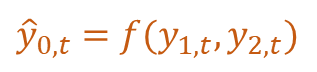 ŷ₀,ₜ = f(y₁,ₜ, y₂,ₜ)